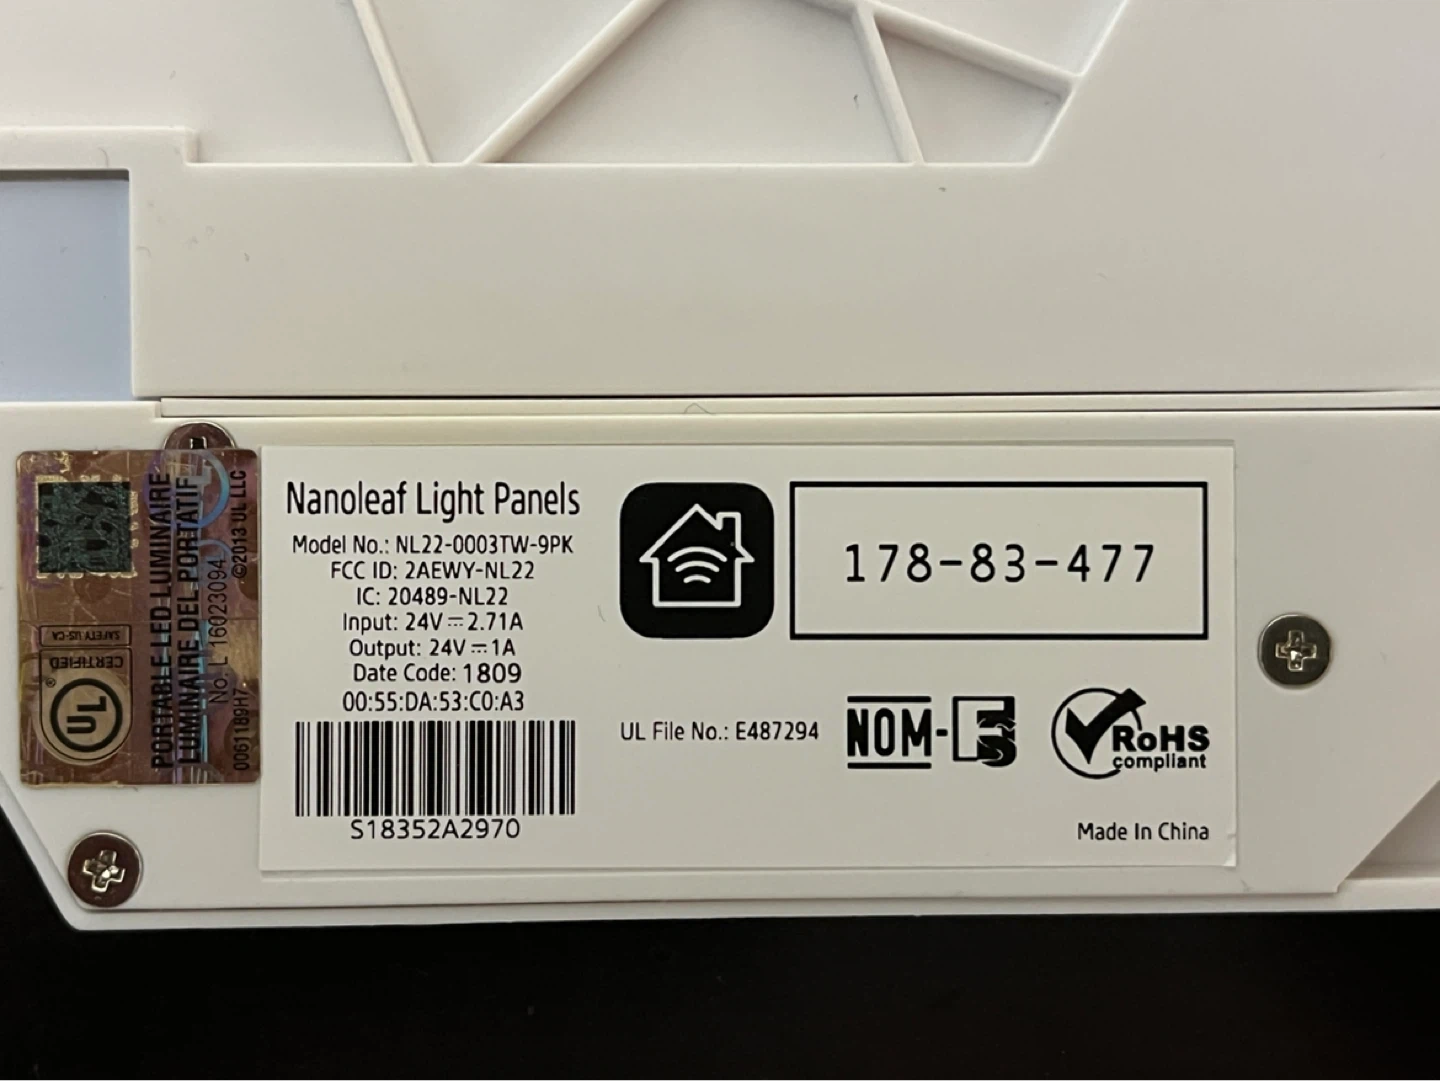 Nanoleaf Light Panels
Model No.: NL22-0003TW-9PK
FCC ID: 2AEWY-NL22
IC: 20489-NL22
Input: 24V⎓2.71A
Output: 24V⎓1A
Date Code: 1809
00:55:DA:53:C0:A3
S18352A2970
178-83-477
UL File No.: E487294
NOM-
RoHS
compliant
Made In China
PORTABLE LED LUMINAIRE
LUMINAIRE DEL PORTATIF
No. L 16023094
0061189H7
©2013 UL LLC
SAFETY US-CA
CERTIFIED
UL
®